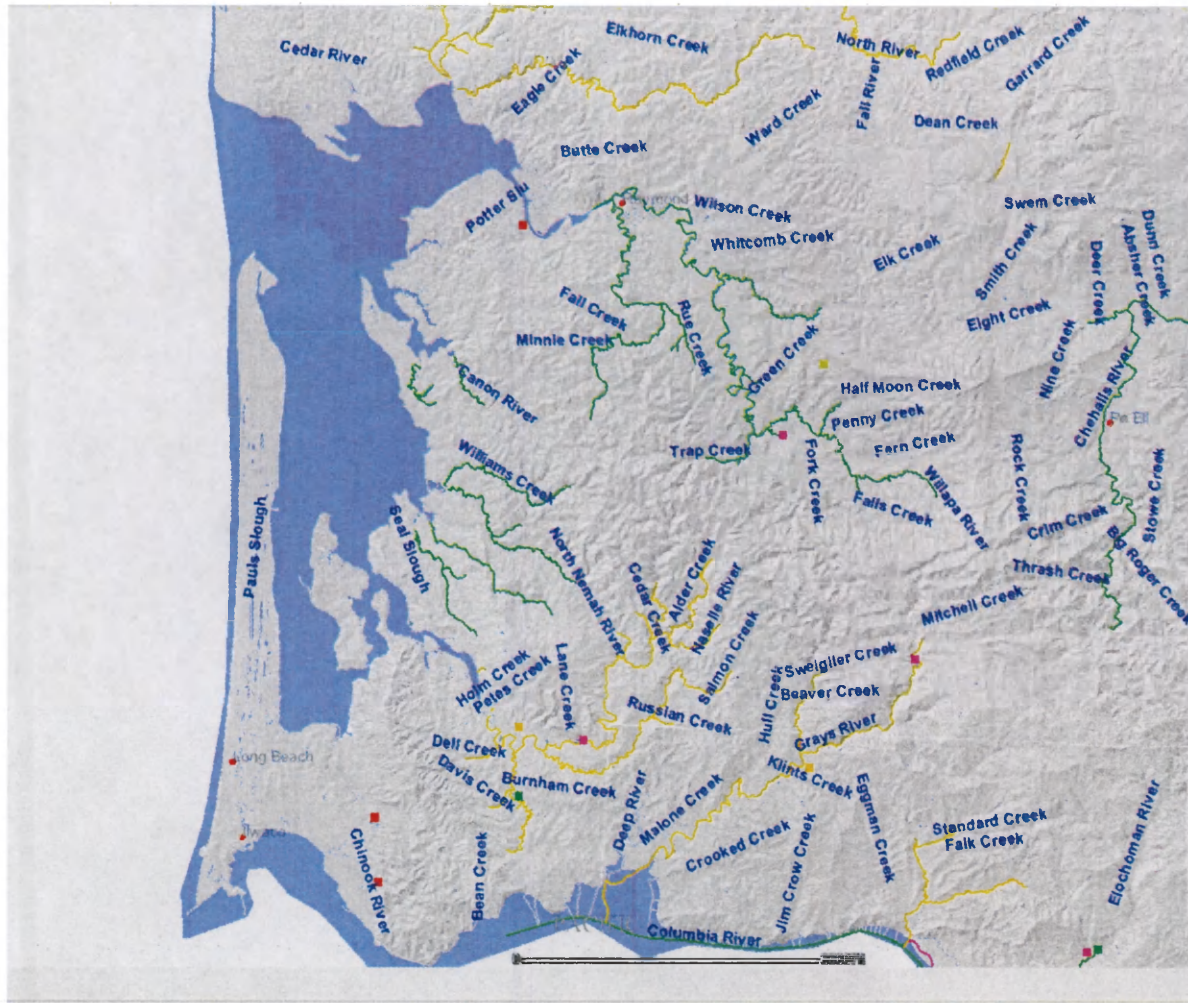 Cedar River
Elkhorn Creek
North River
Redfield Creek
Garrard Creek
Eagle Creek
Fall River
Ward Creek
Dean Creek
Butte Creek
Potter Slu
Wilson Creek
Swem Creek
Whitcomb Creek
Elk Creek
Smith Creek
Dunn Creek
Absher Creek
Deer Creek
Fall Creek
Rue Creek
Eight Creek
Minnie Creek
Green Creek
Nine Creek
Chehalis River
Canon River
Half Moon Creek
Penny Creek
Pe Ell
Trap Creek
Fern Creek
Williams Creek
Fork Creek
Rock Creek
Stowe Creek
Falls Creek
Willapa River
Crim Creek
Big Roger Creek
Pauls Slough
Seal Slough
North Nemah River
Cedar Creek
Alder Creek
Naselle River
Thrash Creek
Mitchell Creek
Holm Creek
Petes Creek
Lane Creek
Salmon Creek
Sweigiler Creek
Beaver Creek
Hull Creek
Russian Creek
Grays River
Long Beach
Dell Creek
Davis Creek
Burnham Creek
Klints Creek
Deep River
Malone Creek
Eggman Creek
Elochoman River
Standard Creek
Falk Creek
Crooked Creek
Jim Crow Creek
Chinook River
Bean Creek
Columbia River